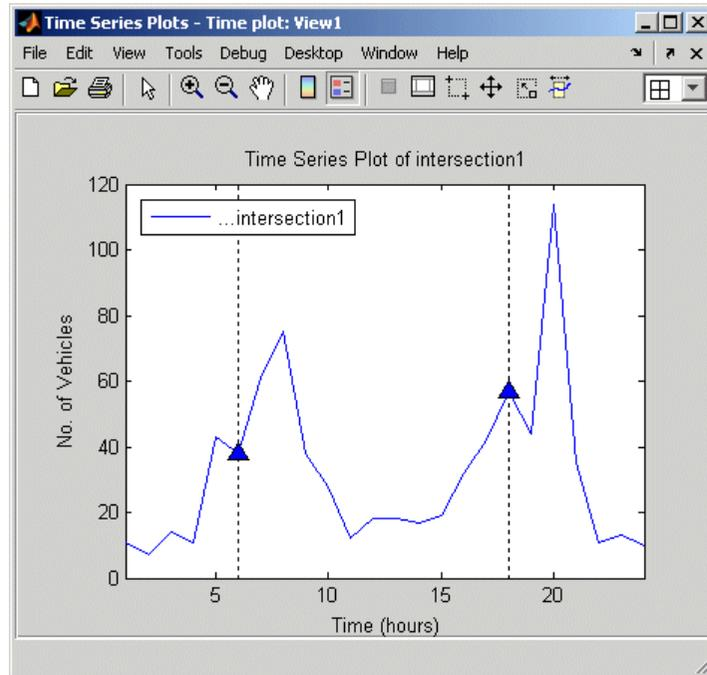 Time Series Plots - Time plot: View1
File Edit View Tools Debug Desktop Window Help
Time Series Plot of intersection1
...intersection1
No. of Vehicles
120
100
80
60
40
20
0
5 10 15 20
Time (hours)